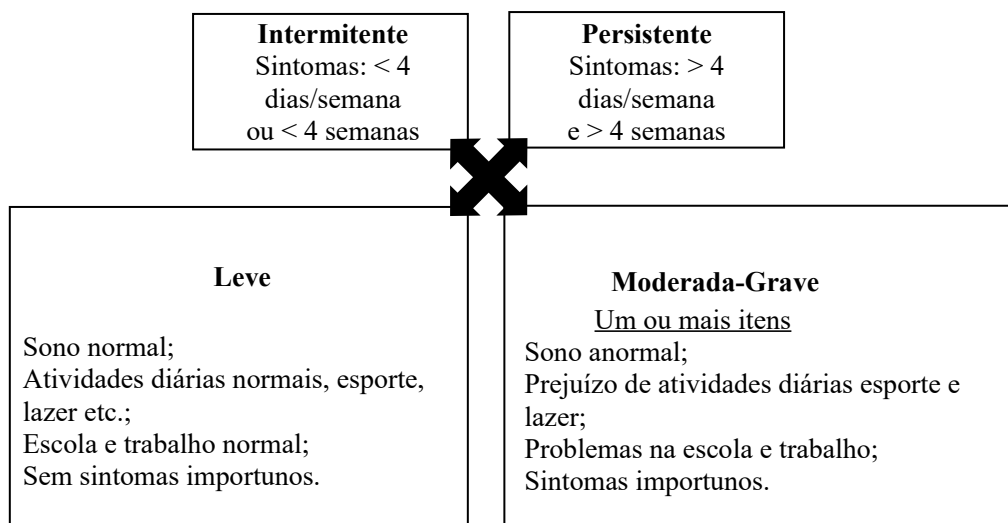 Intermitente
Sintomas: < 4
dias/semana
ou < 4 semanas
Persistente
Sintomas: > 4
dias/semana
e > 4 semanas
Leve
Sono normal;
Atividades diárias normais, esporte,
lazer etc.;
Escola e trabalho normal;
Sem sintomas importunos.
Moderada-Grave
Um ou mais itens
Sono anormal;
Prejuízo de atividades diárias esporte e
lazer;
Problemas na escola e trabalho;
Sintomas importunos.